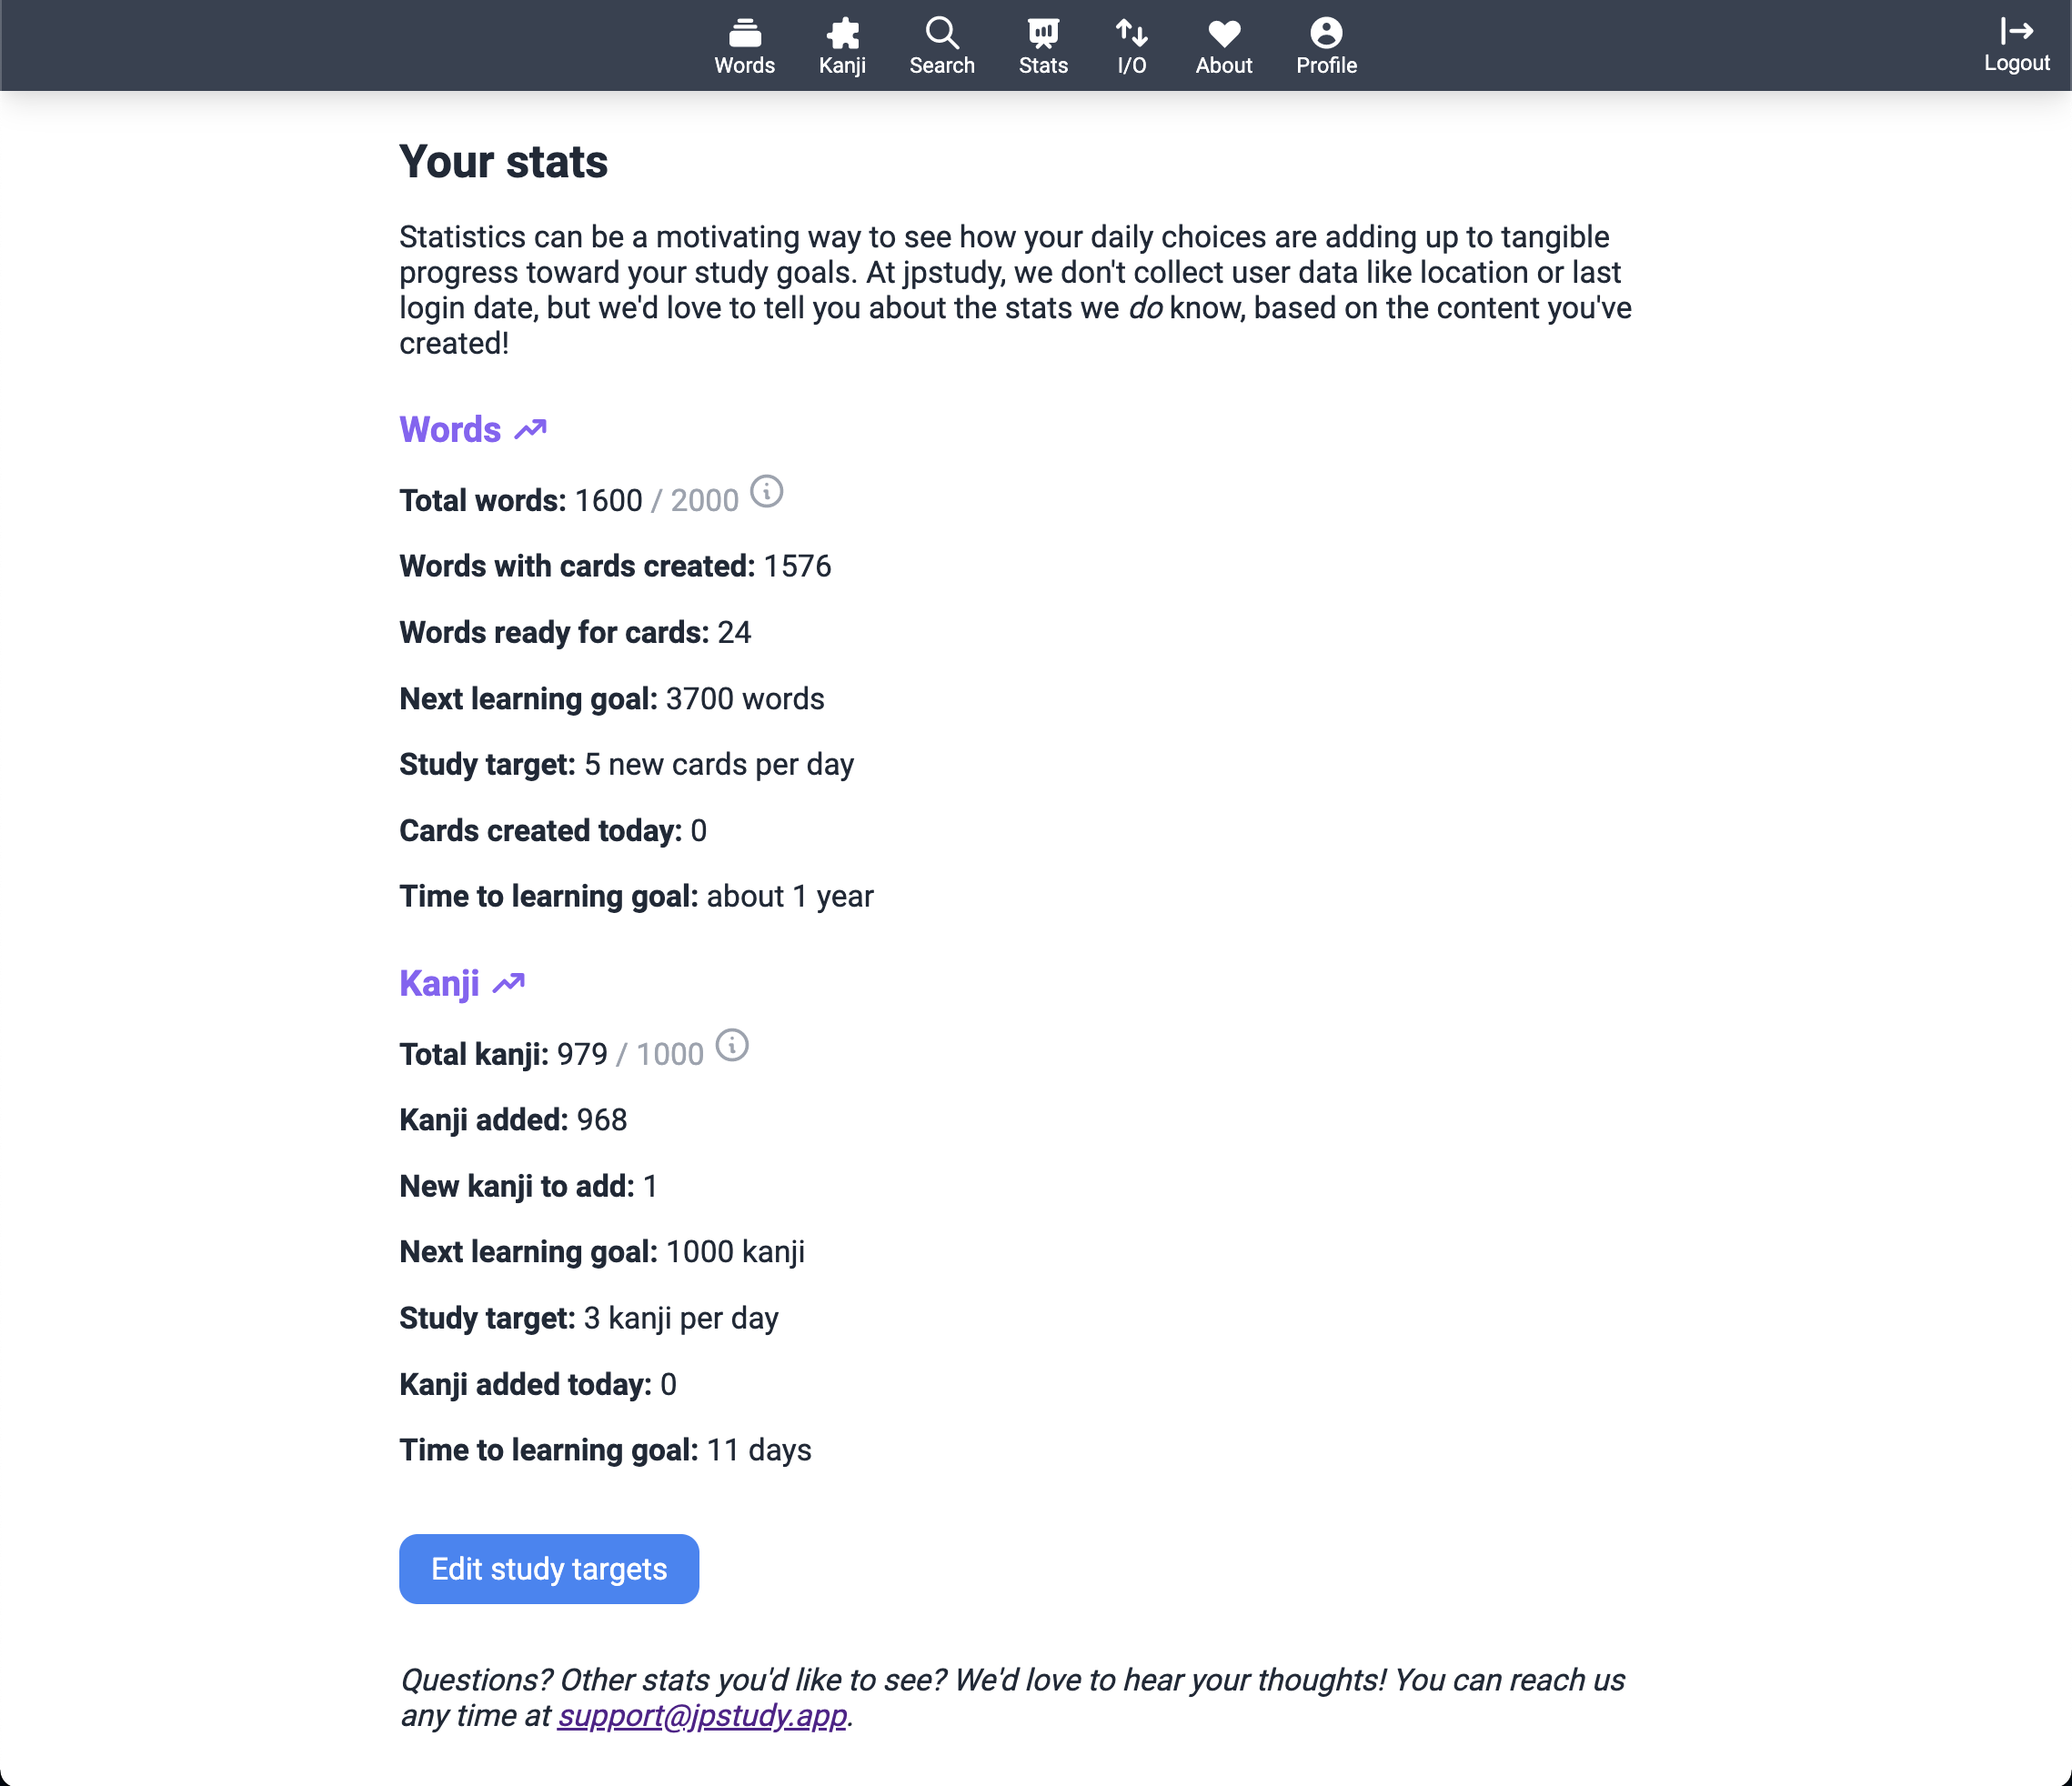 Words
Kanji
Search
Stats
I/O
About
Profile
Logout
Your stats
Statistics can be a motivating way to see how your daily choices are adding up to tangible
progress toward your study goals. At jpstudy, we don't collect user data like location or last
login date, but we'd love to tell you about the stats we do know, based on the content you've
created!
Words
Total words: 1600 / 2000
Words with cards created: 1576
Words ready for cards: 24
Next learning goal: 3700 words
Study target: 5 new cards per day
Cards created today: 0
Time to learning goal: about 1 year
Kanji
Total kanji: 979 / 1000
Kanji added: 968
New kanji to add: 1
Next learning goal: 1000 kanji
Study target: 3 kanji per day
Kanji added today: 0
Time to learning goal: 11 days
Edit study targets
Questions? Other stats you'd like to see? We'd love to hear your thoughts! You can reach us
any time at support@jpstudy.app.